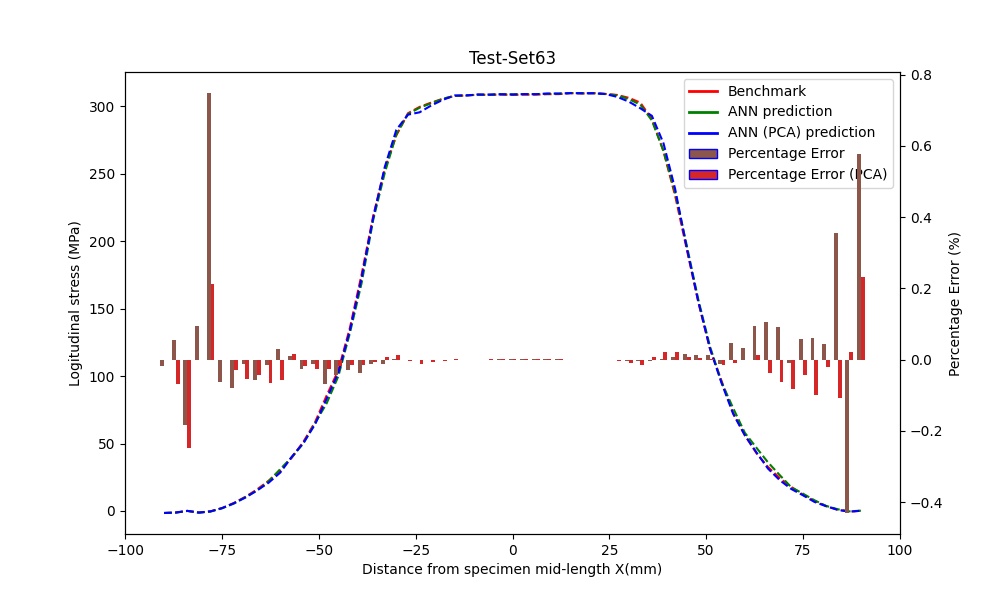 Test-Set63
300
250
200
150
100
50
0
Logitudinal stress (MPa)
Benchmark
ANN prediction
ANN (PCA) prediction
Percentage Error
Percentage Error (PCA)
0.8
0.6
0.4
0.2
0.0
−0.2
−0.4
Percentage Error (%)
−100 −75 −50 −25 0 25 50 75 100
Distance from specimen mid-length X(mm)